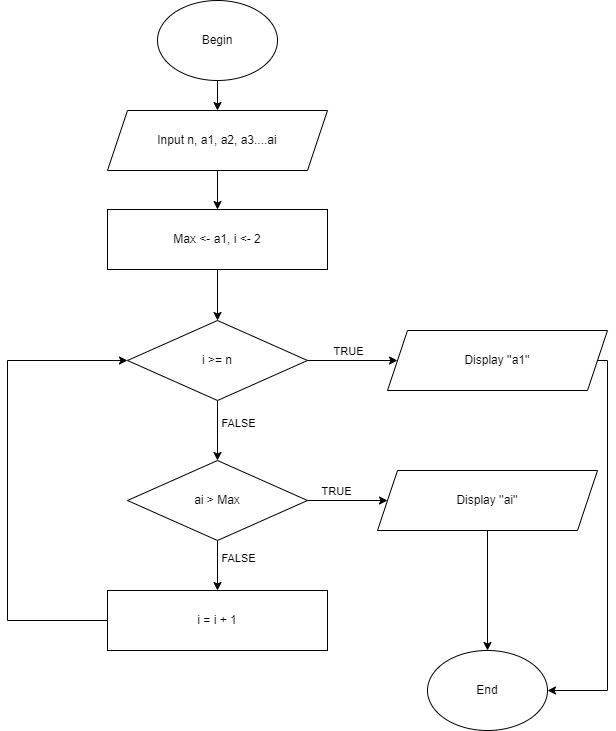 Begin
Input n, a1, a2, a3....ai
Max <- a1, i <- 2
i >= n
TRUE
Display "a1"
FALSE
ai > Max
TRUE
Display "ai"
FALSE
i = i + 1
End